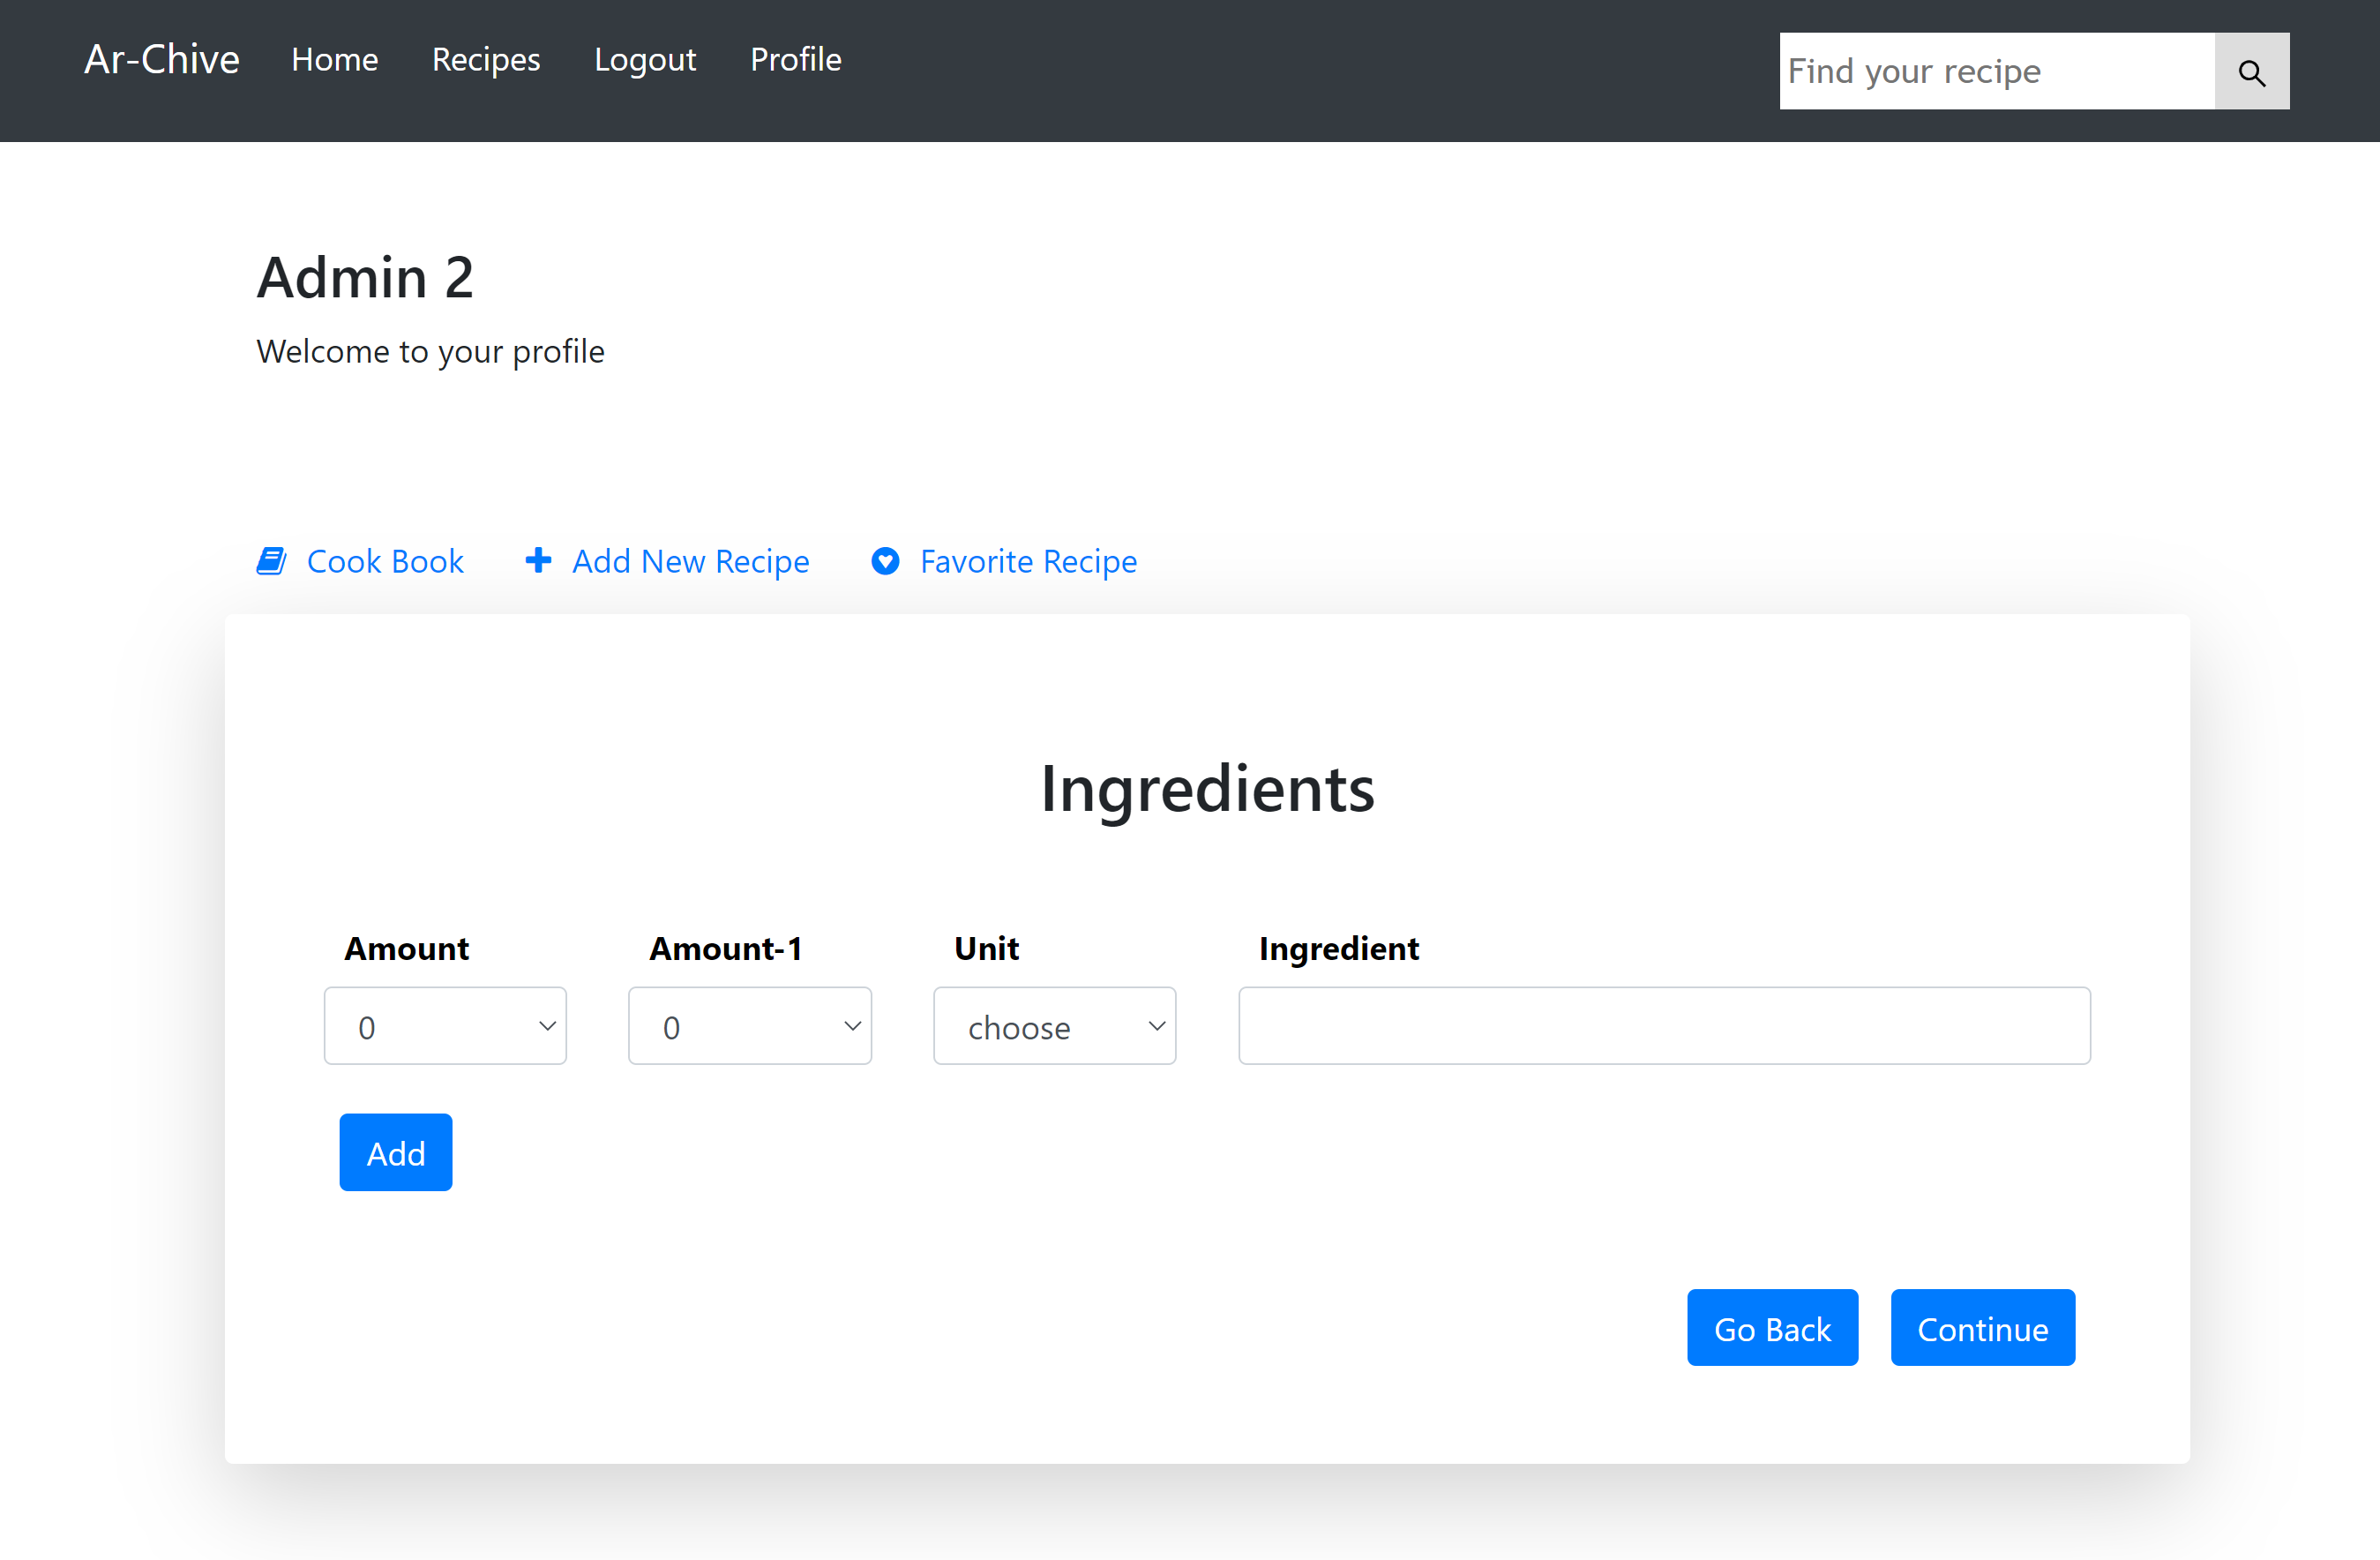 Ar-Chive Home Recipes Logout Profile Find your recipe
Admin 2
Welcome to your profile
Cook Book Add New Recipe Favorite Recipe
Ingredients
Amount Amount-1 Unit Ingredient
0 0 choose
Add
Go Back Continue